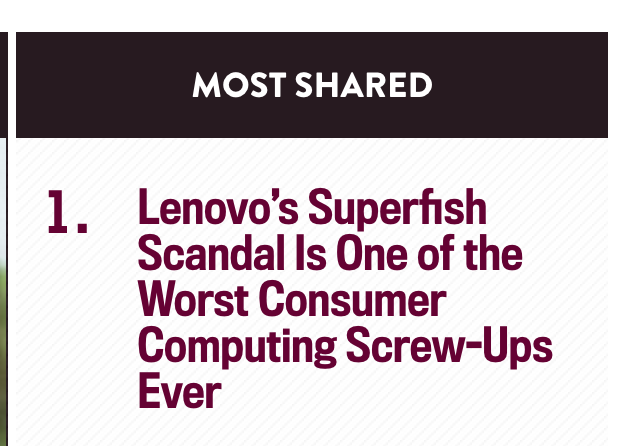 MOST SHARED
1. Lenovo’s Superfish
Scandal Is One of the
Worst Consumer
Computing Screw-Ups
Ever